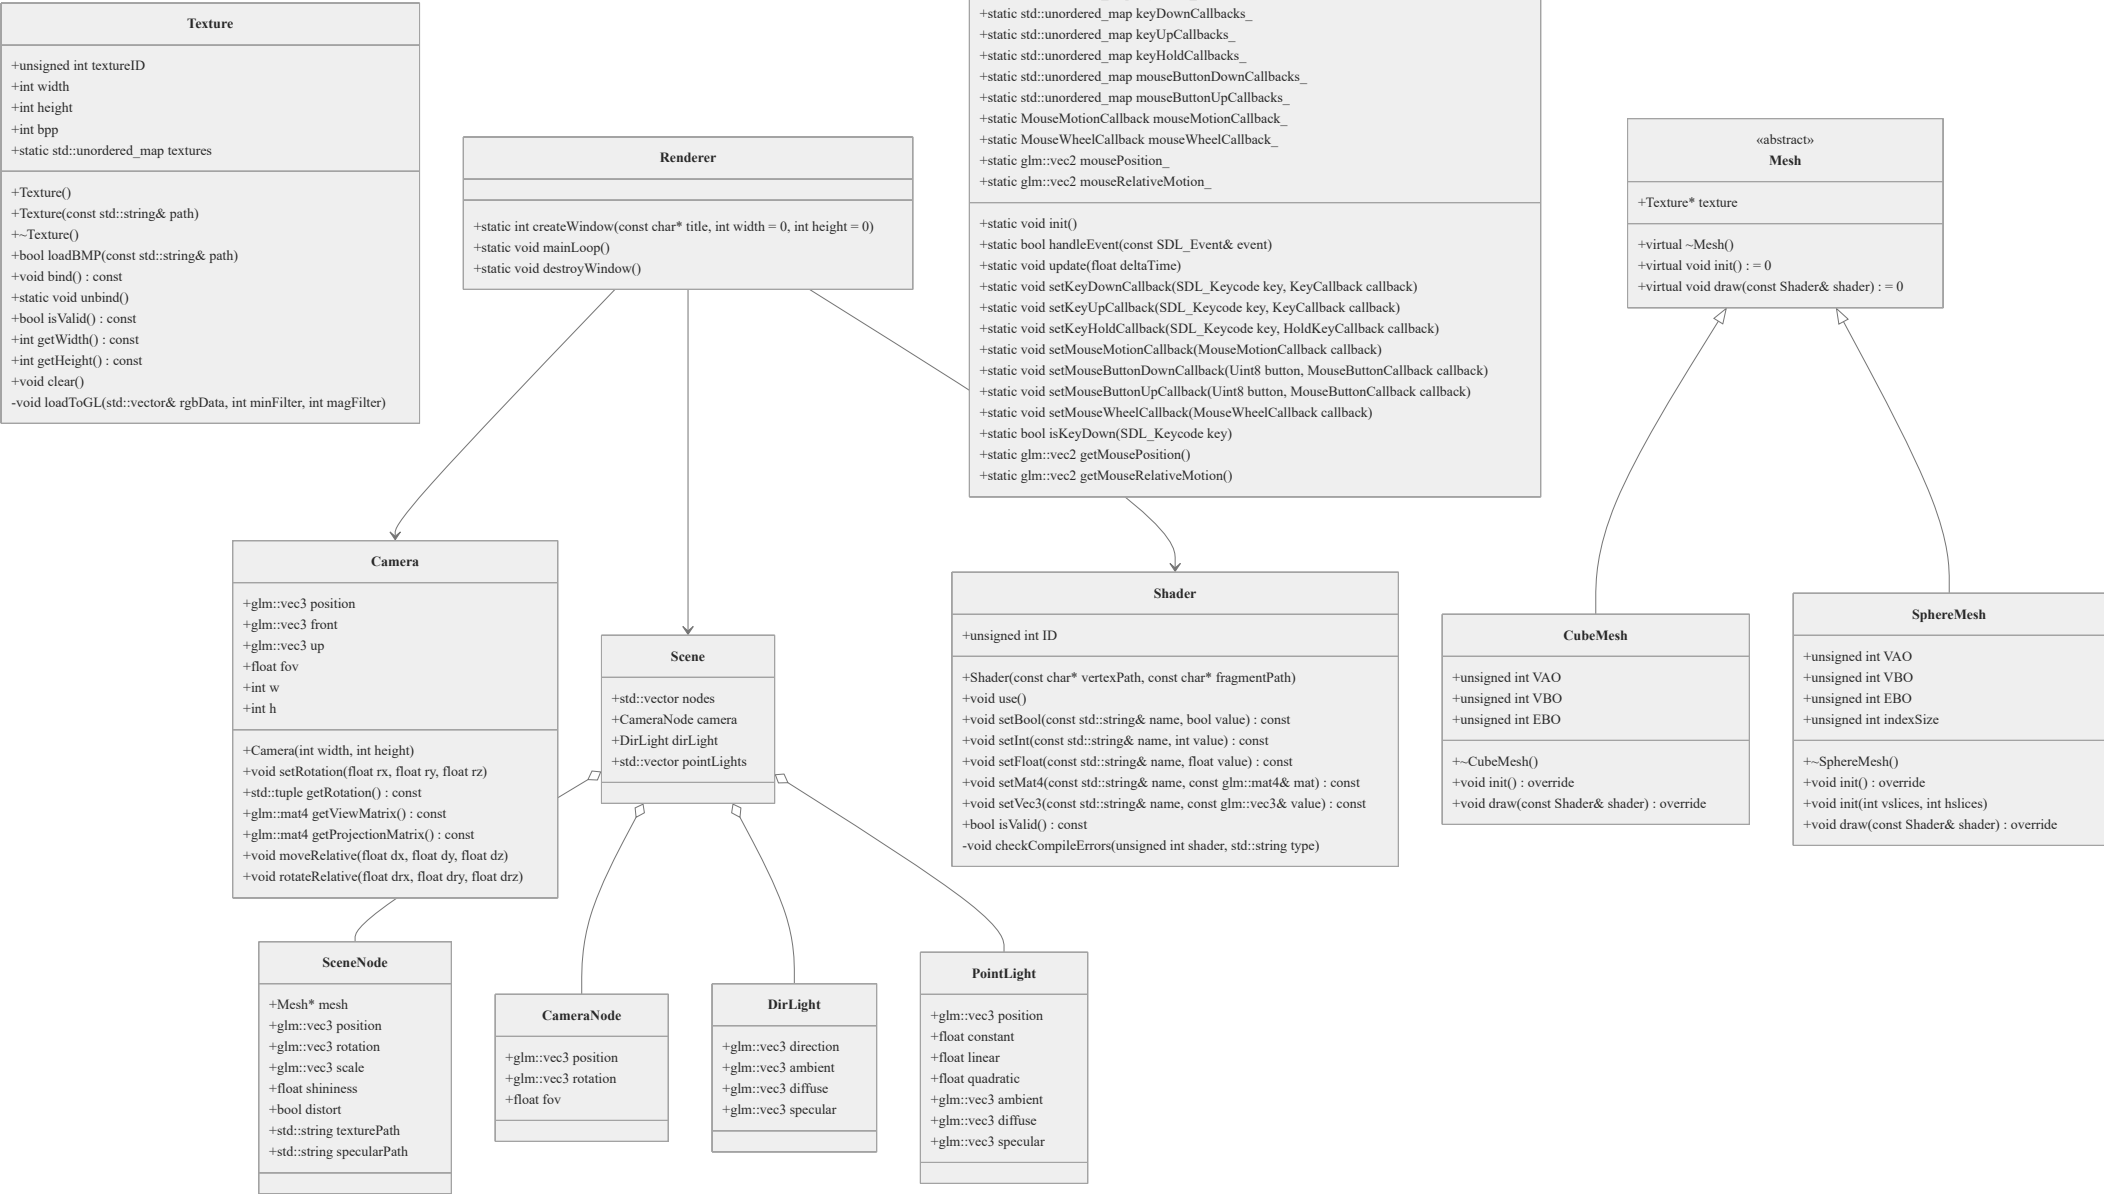 Texture
+unsigned int textureID
+int width
+int height
+int bpp
+static std::unordered_map textures
+Texture()
+Texture(const std::string& path)
+~Texture()
+bool loadBMP(const std::string& path)
+void bind() : const
+static void unbind()
+bool isValid() : const
+int getWidth() : const
+int getHeight() : const
+void clear()
-void loadToGL(std::vector& rgbData, int minFilter, int magFilter)
Renderer
+static int createWindow(const char* title, int width = 0, int height = 0)
+static void mainLoop()
+static void destroyWindow()
+static std::unordered_map keyDownCallbacks_
+static std::unordered_map keyUpCallbacks_
+static std::unordered_map keyHoldCallbacks_
+static std::unordered_map mouseButtonDownCallbacks_
+static std::unordered_map mouseButtonUpCallbacks_
+static MouseMotionCallback mouseMotionCallback_
+static MouseWheelCallback mouseWheelCallback_
+static glm::vec2 mousePosition_
+static glm::vec2 mouseRelativeMotion_
+static void init()
+static bool handleEvent(const SDL_Event& event)
+static void update(float deltaTime)
+static void setKeyDownCallback(SDL_Keycode key, KeyCallback callback)
+static void setKeyUpCallback(SDL_Keycode key, KeyCallback callback)
+static void setKeyHoldCallback(SDL_Keycode key, HoldKeyCallback callback)
+static void setMouseMotionCallback(MouseMotionCallback callback)
+static void setMouseButtonDownCallback(Uint8 button, MouseButtonCallback callback)
+static void setMouseButtonUpCallback(Uint8 button, MouseButtonCallback callback)
+static void setMouseWheelCallback(MouseWheelCallback callback)
+static bool isKeyDown(SDL_Keycode key)
+static glm::vec2 getMousePosition()
+static glm::vec2 getMouseRelativeMotion()
«abstract»
Mesh
+Texture* texture
+virtual ~Mesh()
+virtual void init() : = 0
+virtual void draw(const Shader& shader) : = 0
Camera
+glm::vec3 position
+glm::vec3 front
+glm::vec3 up
+float fov
+int w
+int h
+Camera(int width, int height)
+void setRotation(float rx, float ry, float rz)
+std::tuple getRotation() : const
+glm::mat4 getViewMatrix() : const
+glm::mat4 getProjectionMatrix() : const
+void moveRelative(float dx, float dy, float dz)
+void rotateRelative(float drx, float dry, float drz)
Scene
+std::vector nodes
+CameraNode camera
+DirLight dirLight
+std::vector pointLights
Shader
+unsigned int ID
+Shader(const char* vertexPath, const char* fragmentPath)
+void use()
+void setBool(const std::string& name, bool value) : const
+void setInt(const std::string& name, int value) : const
+void setFloat(const std::string& name, float value) : const
+void setMat4(const std::string& name, const glm::mat4& mat) : const
+void setVec3(const std::string& name, const glm::vec3& value) : const
+bool isValid() : const
-void checkCompileErrors(unsigned int shader, std::string type)
CubeMesh
+unsigned int VAO
+unsigned int VBO
+unsigned int EBO
+~CubeMesh()
+void init() : override
+void draw(const Shader& shader) : override
SphereMesh
+unsigned int VAO
+unsigned int VBO
+unsigned int EBO
+unsigned int indexSize
+~SphereMesh()
+void init() : override
+void init(int vslices, int hslices)
+void draw(const Shader& shader) : override
SceneNode
+Mesh* mesh
+glm::vec3 position
+glm::vec3 rotation
+glm::vec3 scale
+float shininess
+bool distort
+std::string texturePath
+std::string specularPath
CameraNode
+glm::vec3 position
+glm::vec3 rotation
+float fov
DirLight
+glm::vec3 direction
+glm::vec3 ambient
+glm::vec3 diffuse
+glm::vec3 specular
PointLight
+glm::vec3 position
+float constant
+float linear
+float quadratic
+glm::vec3 ambient
+glm::vec3 diffuse
+glm::vec3 specular